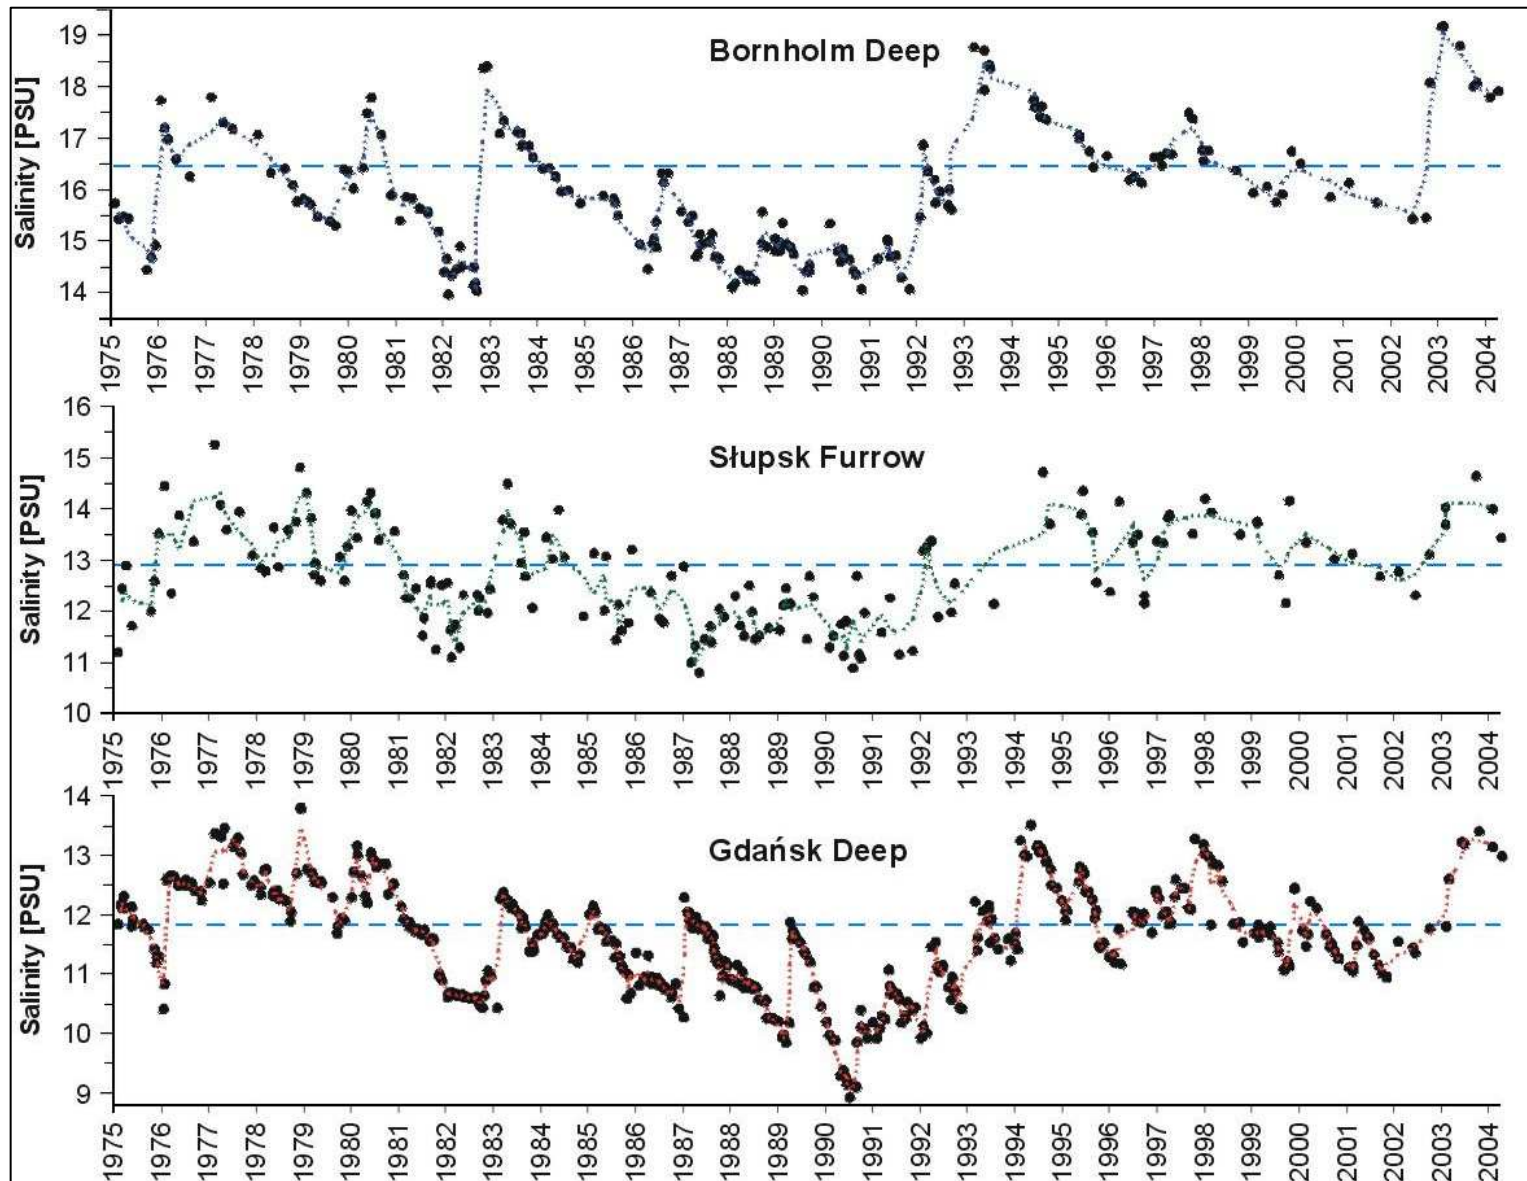 Bornholm Deep
Salinity [PSU]
19
18
17
16
15
14
1975 1976 1977 1978 1979 1980 1981 1982 1983 1984 1985 1986 1987 1988 1989 1990 1991 1992 1993 1994 1995 1996 1997 1998 1999 2000 2001 2002 2003 2004
Słupsk Furrow
Salinity [PSU]
16
15
14
13
12
11
10
1975 1976 1977 1978 1979 1980 1981 1982 1983 1984 1985 1986 1987 1988 1989 1990 1991 1992 1993 1994 1995 1996 1997 1998 1999 2000 2001 2002 2003 2004
Gdańsk Deep
Salinity [PSU]
14
13
12
11
10
9
1975 1976 1977 1978 1979 1980 1981 1982 1983 1984 1985 1986 1987 1988 1989 1990 1991 1992 1993 1994 1995 1996 1997 1998 1999 2000 2001 2002 2003 2004